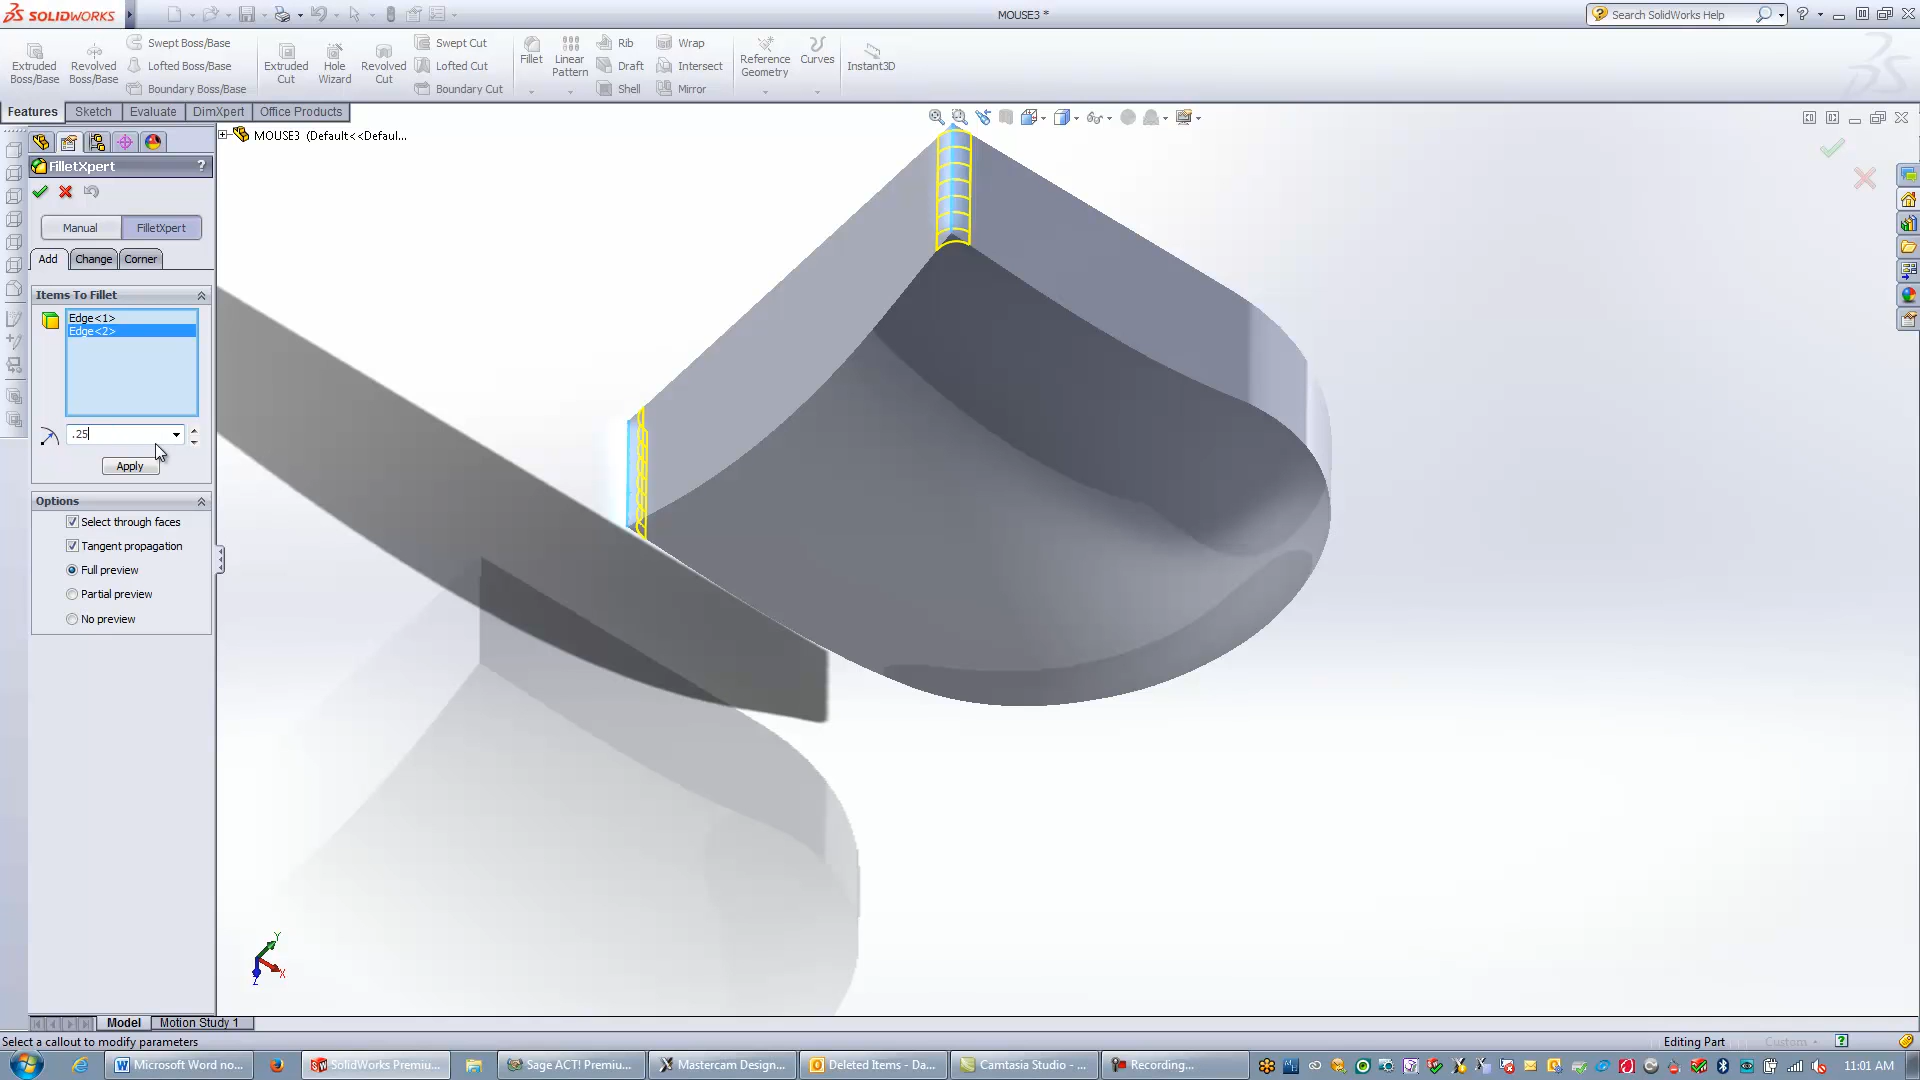 SOLIDWORKS
MOUSE3 *
Search SolidWorks Help
Extruded Boss/Base
Revolved Boss/Base
Swept Boss/Base
Lofted Boss/Base
Boundary Boss/Base
Extruded Cut
Hole Wizard
Revolved Cut
Swept Cut
Lofted Cut
Boundary Cut
Fillet
Linear Pattern
Rib
Draft
Shell
Wrap
Intersect
Mirror
Reference Geometry
Curves
Instant3D
Features
Sketch
Evaluate
DimXpert
Office Products
MOUSE3 (Default<<Defaul...
FilletXpert
?
Manual
FilletXpert
Add
Change
Corner
Items To Fillet
Edge<1>
Edge<2>
.25
Apply
Options
Select through faces
Tangent propagation
Full preview
Partial preview
No preview
Y
X
Z
Model
Motion Study 1
Select a callout to modify parameters
Editing Part
Custom
Microsoft Word no...
SolidWorks Premiu...
Sage ACT! Premiu...
Mastercam Design...
Deleted Items - Da...
Camtasia Studio - ...
Recording...
11:01 AM